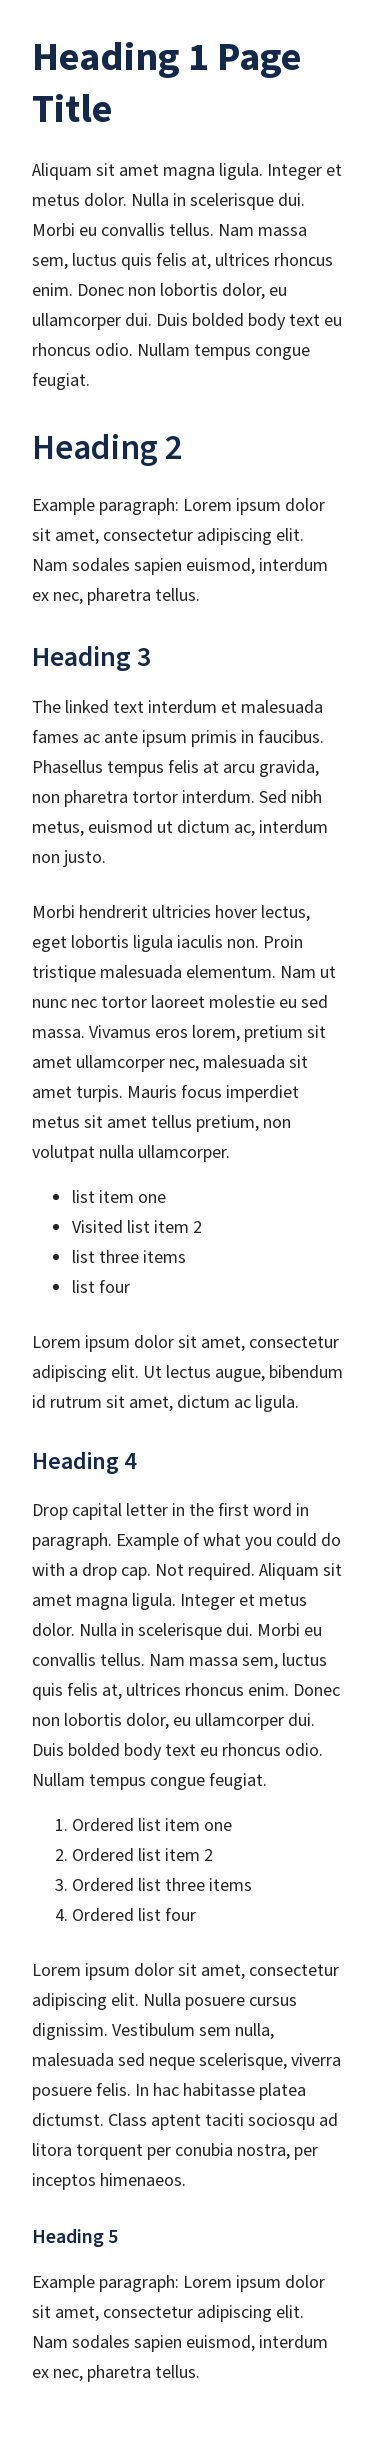 Heading 1 Page
Title
Aliquam sit amet magna ligula. Integer et
metus dolor. Nulla in scelerisque dui.
Morbi eu convallis tellus. Nam massa
sem, luctus quis felis at, ultrices rhoncus
enim. Donec non lobortis dolor, eu
ullamcorper dui. Duis bolded body text eu
rhoncus odio. Nullam tempus congue
feugiat.
Heading 2
Example paragraph: Lorem ipsum dolor
sit amet, consectetur adipiscing elit.
Nam sodales sapien euismod, interdum
ex nec, pharetra tellus.
Heading 3
The linked text interdum et malesuada
fames ac ante ipsum primis in faucibus.
Phasellus tempus felis at arcu gravida,
non pharetra tortor interdum. Sed nibh
metus, euismod ut dictum ac, interdum
non justo.
Morbi hendrerit ultricies hover lectus,
eget lobortis ligula iaculis non. Proin
tristique malesuada elementum. Nam ut
nunc nec tortor laoreet molestie eu sed
massa. Vivamus eros lorem, pretium sit
amet ullamcorper nec, malesuada sit
amet turpis. Mauris focus imperdiet
metus sit amet tellus pretium, non
volutpat nulla ullamcorper.
• list item one
• Visited list item 2
• list three items
• list four
Lorem ipsum dolor sit amet, consectetur
adipiscing elit. Ut lectus augue, bibendum
id rutrum sit amet, dictum ac ligula.
Heading 4
Drop capital letter in the first word in
paragraph. Example of what you could do
with a drop cap. Not required. Aliquam sit
amet magna ligula. Integer et metus
dolor. Nulla in scelerisque dui. Morbi eu
convallis tellus. Nam massa sem, luctus
quis felis at, ultrices rhoncus enim. Donec
non lobortis dolor, eu ullamcorper dui.
Duis bolded body text eu rhoncus odio.
Nullam tempus congue feugiat.
1. Ordered list item one
2. Ordered list item 2
3. Ordered list three items
4. Ordered list four
Lorem ipsum dolor sit amet, consectetur
adipiscing elit. Nulla posuere cursus
dignissim. Vestibulum sem nulla,
malesuada sed neque scelerisque, viverra
posuere felis. In hac habitasse platea
dictumst. Class aptent taciti sociosqu ad
litora torquent per conubia nostra, per
inceptos himenaeos.
Heading 5
Example paragraph: Lorem ipsum dolor
sit amet, consectetur adipiscing elit.
Nam sodales sapien euismod, interdum
ex nec, pharetra tellus.